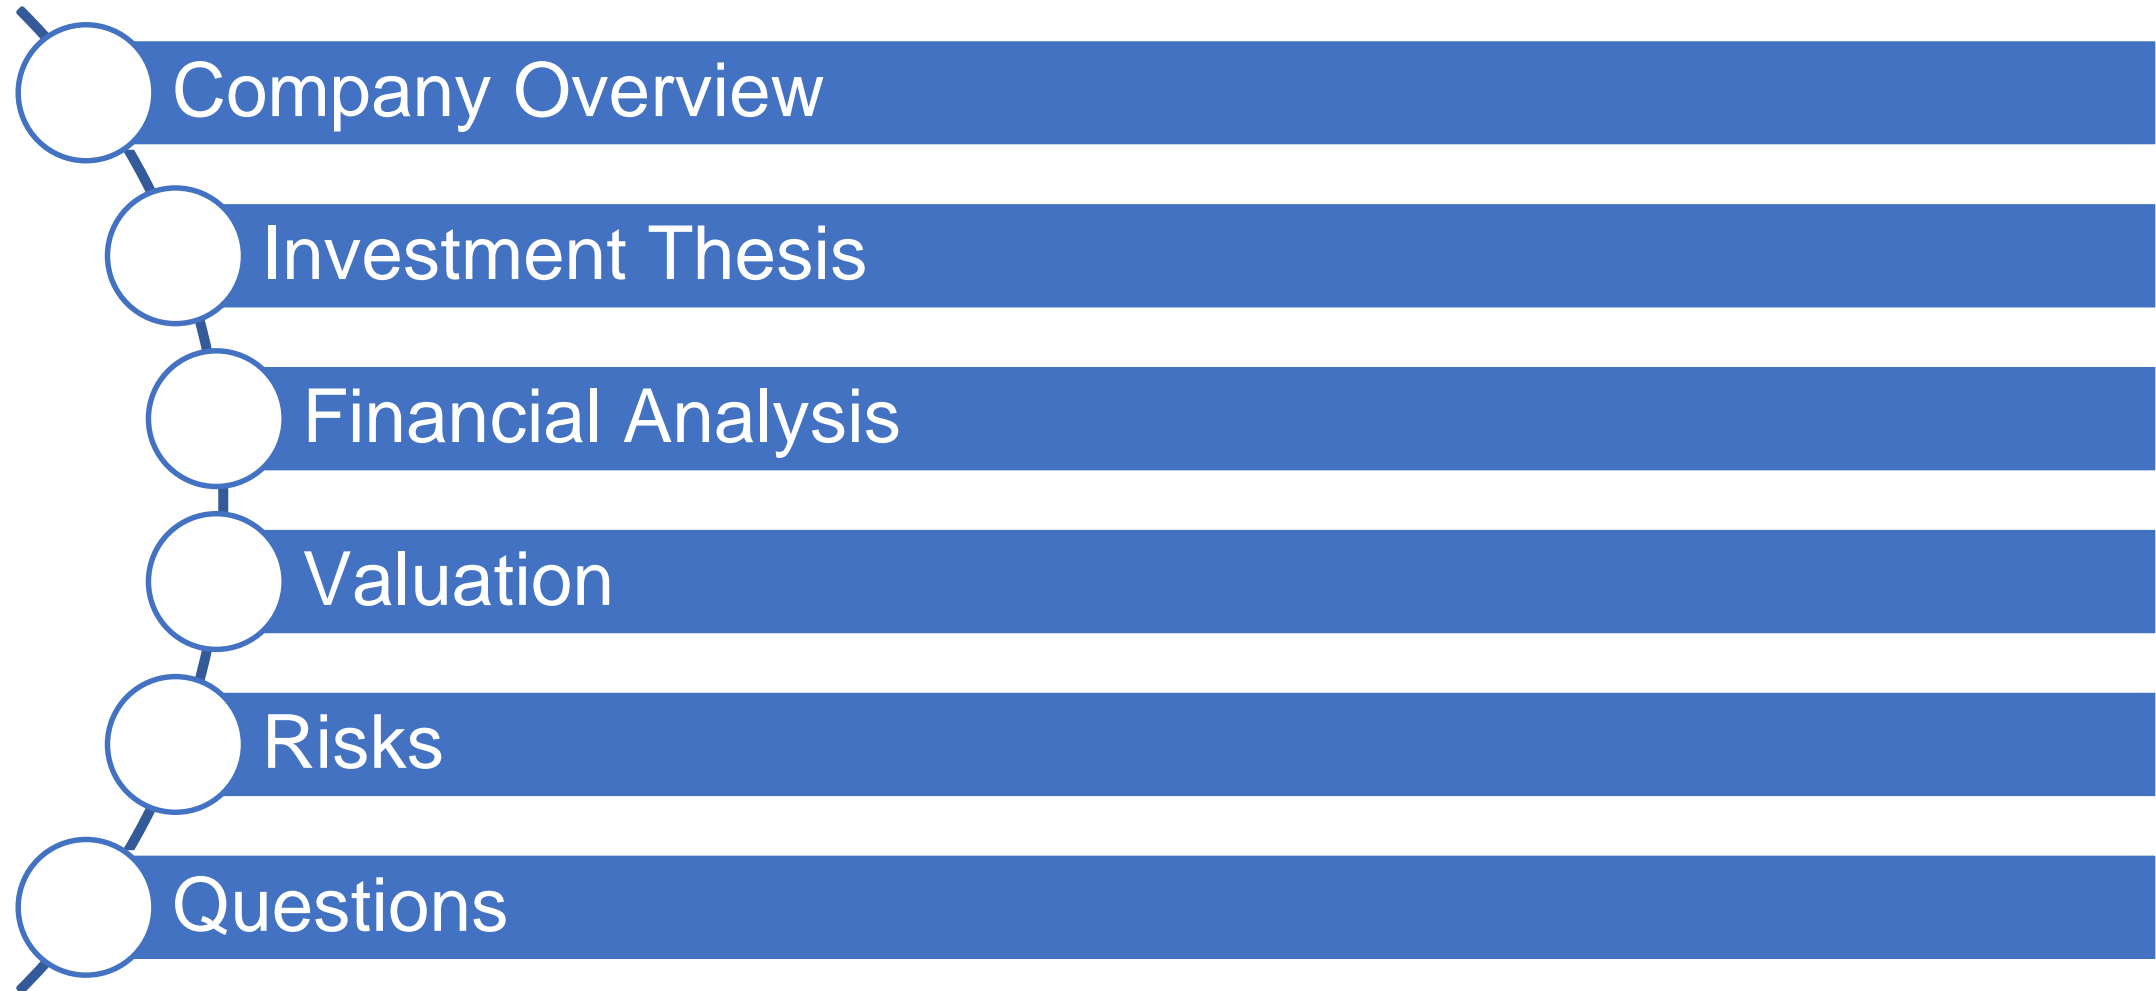 Company Overview
Investment Thesis
Financial Analysis
Valuation
Risks
Questions